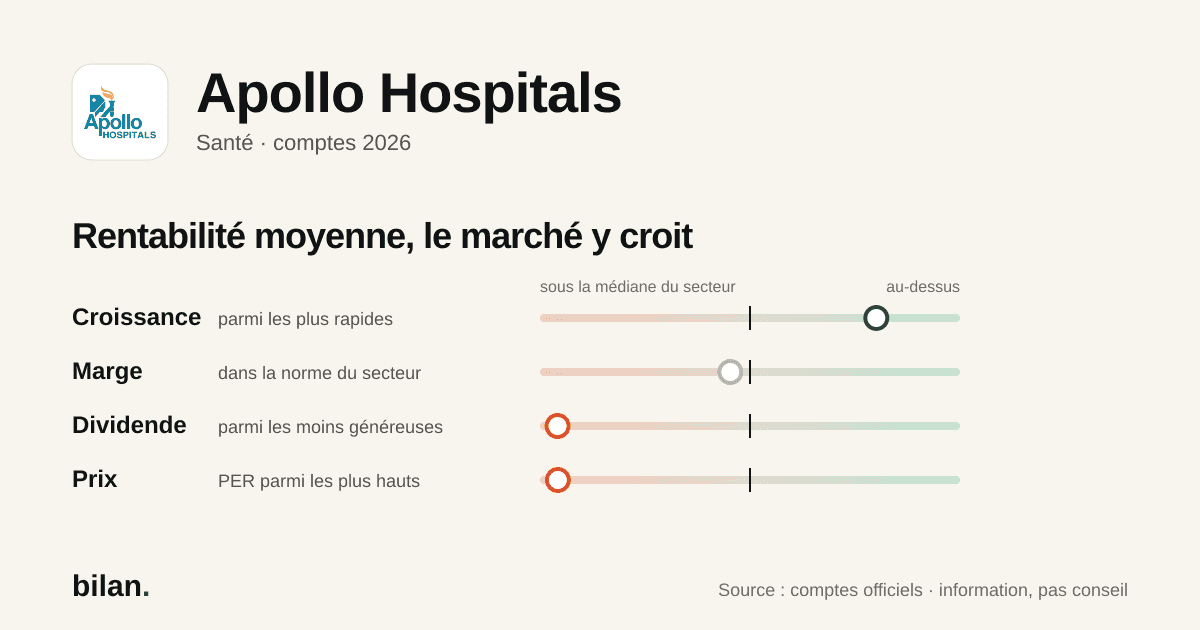 Apollo
HOSPITALS
Apollo Hospitals
Santé · comptes 2026
Rentabilité moyenne, le marché y croit
sous la médiane du secteur au-dessus
Croissance parmi les plus rapides
Marge dans la norme du secteur
Dividende parmi les moins généreuses
Prix PER parmi les plus hauts
bilan.
Source : comptes officiels · information, pas conseil